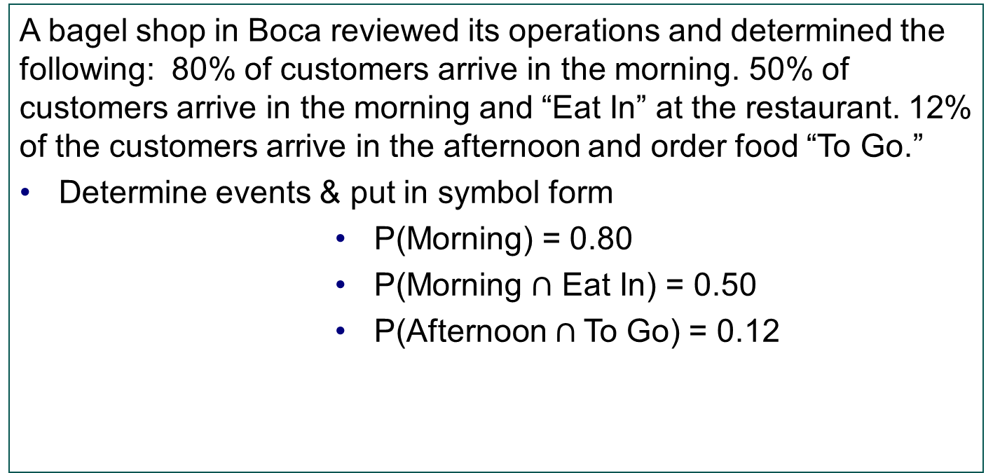 A bagel shop in Boca reviewed its operations and determined the
following:  80% of customers arrive in the morning. 50% of
customers arrive in the morning and “Eat In” at the restaurant. 12%
of the customers arrive in the afternoon and order food “To Go.”
• Determine events & put in symbol form
• P(Morning) = 0.80
• P(Morning ∩ Eat In) = 0.50
• P(Afternoon ∩ To Go) = 0.12